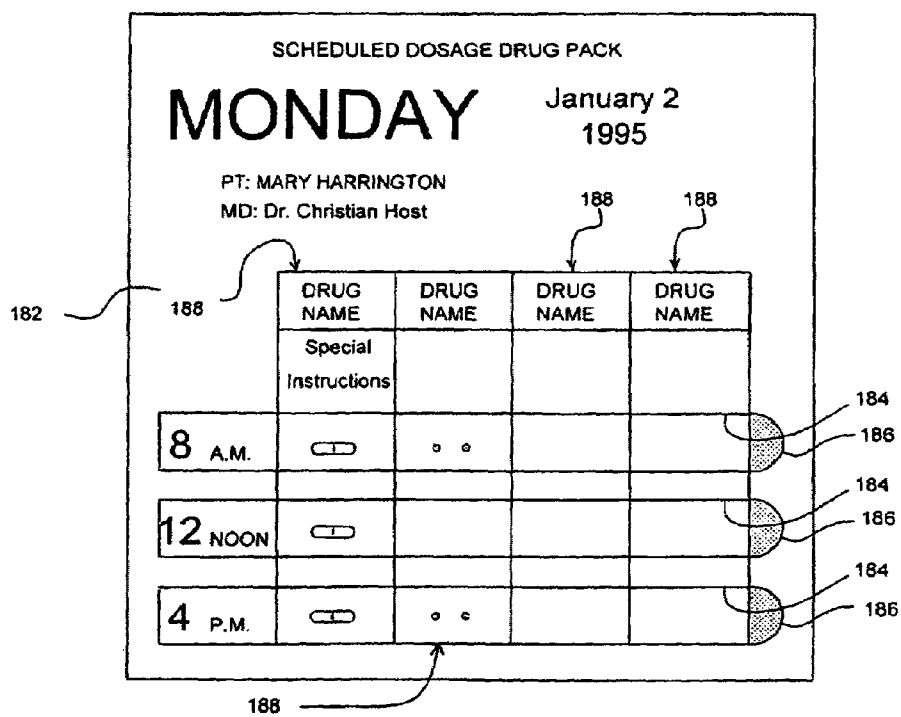 SCHEDULED DOSAGE DRUG PACK
MONDAY
January 2
1995
PT: MARY HARRINGTON
MD: Dr. Christian Host
188 188
182
188
DRUG NAME DRUG NAME DRUG NAME DRUG NAME
Special
Instructions
184
8 A.M.
186
184
12 NOON
186
184
4 P.M.
186
188